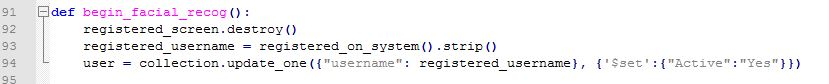 91 def begin_facial_recog():
92 registered_screen.destroy()
93 registered_username = registered_on_system().strip()
94 user = collection.update_one({"username": registered_username}, {'$set':{"Active":"Yes"}})
95